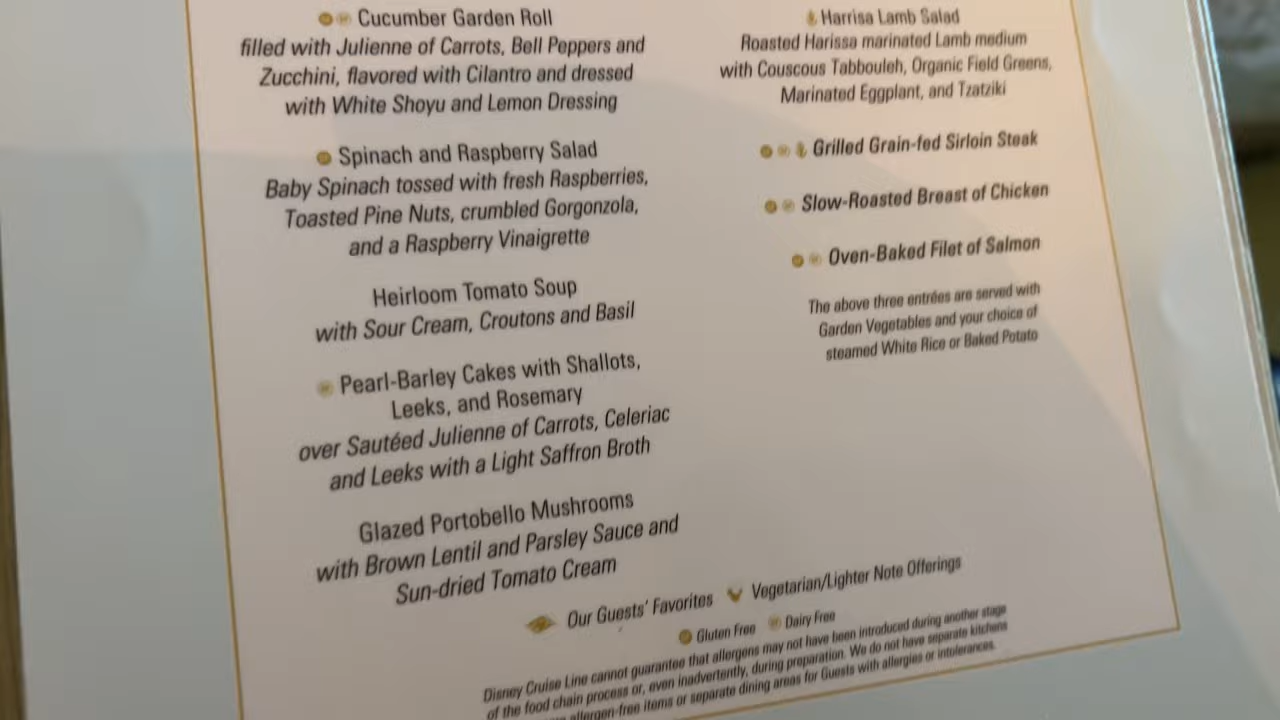 Cucumber Garden Roll
filled with Julienne of Carrots, Bell Peppers and
Zucchini, flavored with Cilantro and dressed
with White Shoyu and Lemon Dressing
Spinach and Raspberry Salad
Baby Spinach tossed with fresh Raspberries,
Toasted Pine Nuts, crumbled Gorgonzola,
and a Raspberry Vinaigrette
Heirloom Tomato Soup
with Sour Cream, Croutons and Basil
Pearl-Barley Cakes with Shallots,
Leeks, and Rosemary
over Sautéed Julienne of Carrots, Celeriac
and Leeks with a Light Saffron Broth
Glazed Portobello Mushrooms
with Brown Lentil and Parsley Sauce and
Sun-dried Tomato Cream
Harrisa Lamb Salad
Roasted Harissa marinated Lamb medium
with Couscous Tabbouleh, Organic Field Greens,
Marinated Eggplant, and Tzatziki
Grilled Grain-fed Sirloin Steak
Slow-Roasted Breast of Chicken
Oven-Baked Filet of Salmon
The above three entrées are served with
Garden Vegetables and your choice of
steamed White Rice or Baked Potato
Our Guests' Favorites Vegetarian/Lighter Note Offerings
Gluten Free Dairy Free
Disney Cruise Line cannot guarantee that allergens may not have been introduced during another stage
of the food chain process or, even inadvertently, during preparation. We do not have separate kitchens
allergen-free items or separate dining areas for Guests with allergies or intolerances.